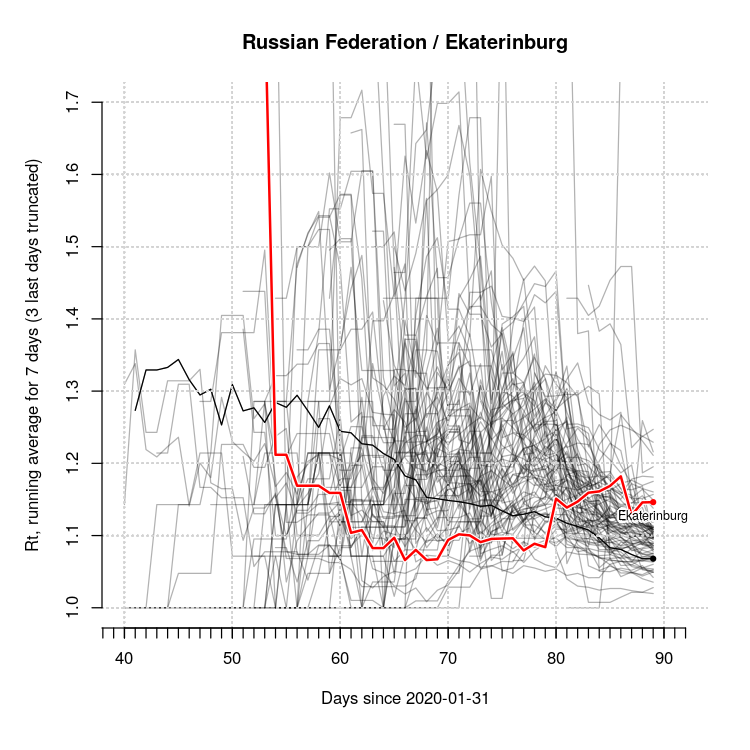 Russian Federation / Ekaterinburg
Rt, running average for 7 days (3 last days truncated)
1.7
1.6
1.5
1.4
1.3
1.2
1.1
1.0
Ekaterinburg
40 50 60 70 80 90
Days since 2020-01-31